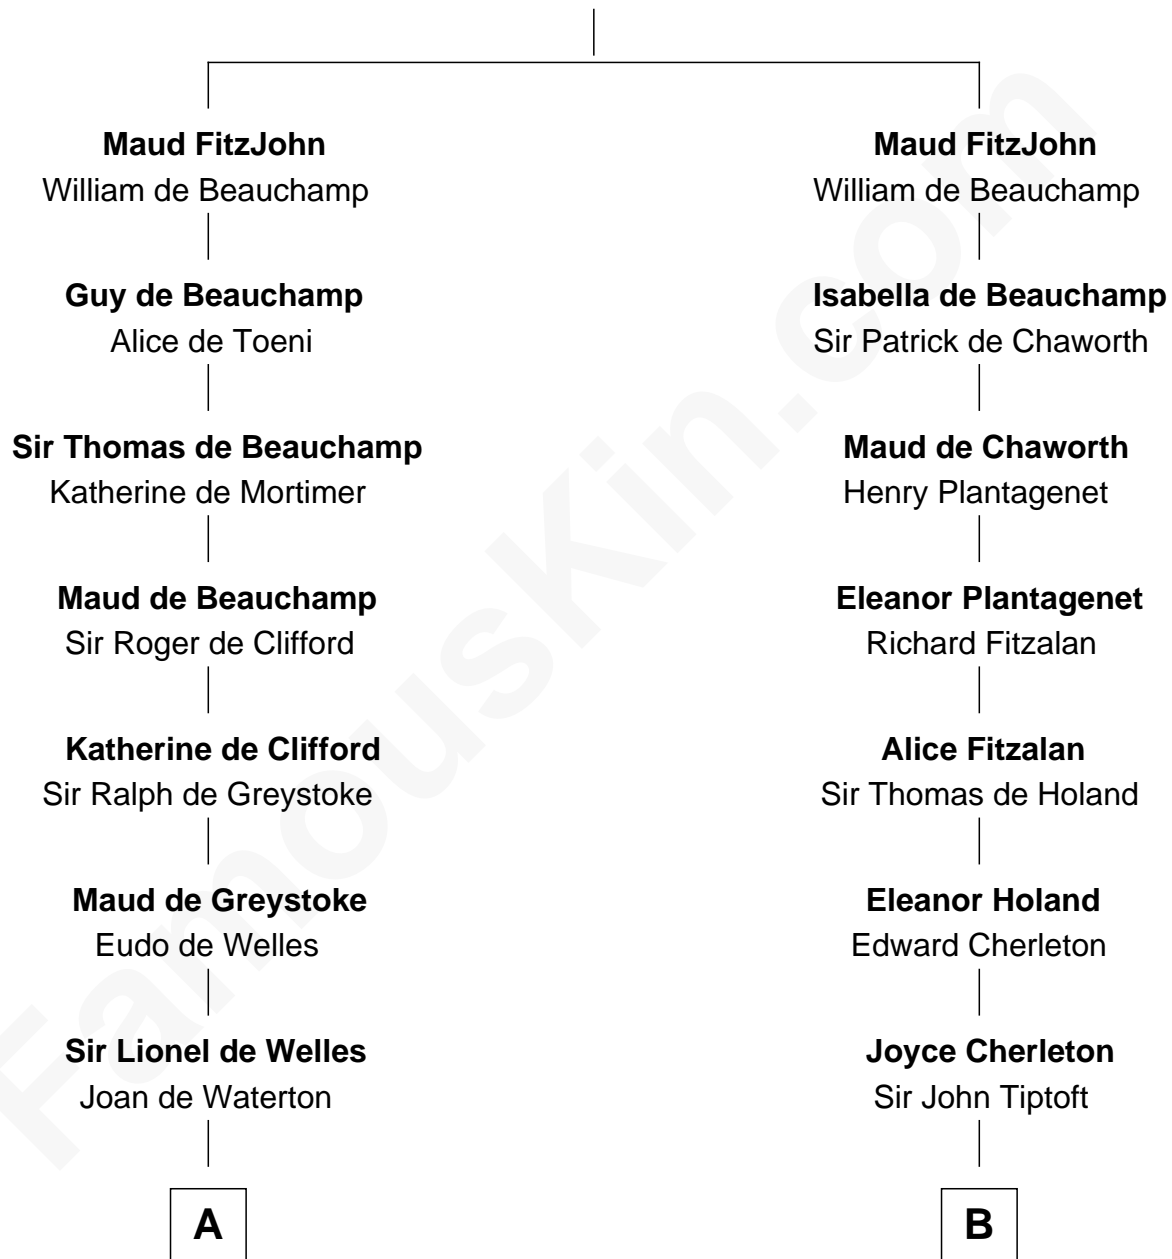 Maud FitzJohn
William de Beauchamp
Guy de Beauchamp
Alice de Toeni
Sir Thomas de Beauchamp
Katherine de Mortimer
Maud de Beauchamp
Sir Roger de Clifford
Katherine de Clifford
Sir Ralph de Greystoke
Maud de Greystoke
Eudo de Welles
Sir Lionel de Welles
Joan de Waterton
A
Maud FitzJohn
William de Beauchamp
Isabella de Beauchamp
Sir Patrick de Chaworth
Maud de Chaworth
Henry Plantagenet
Eleanor Plantagenet
Richard Fitzalan
Alice Fitzalan
Sir Thomas de Holand
Eleanor Holand
Edward Cherleton
Joyce Cherleton
Sir John Tiptoft
B
FamousKin.com